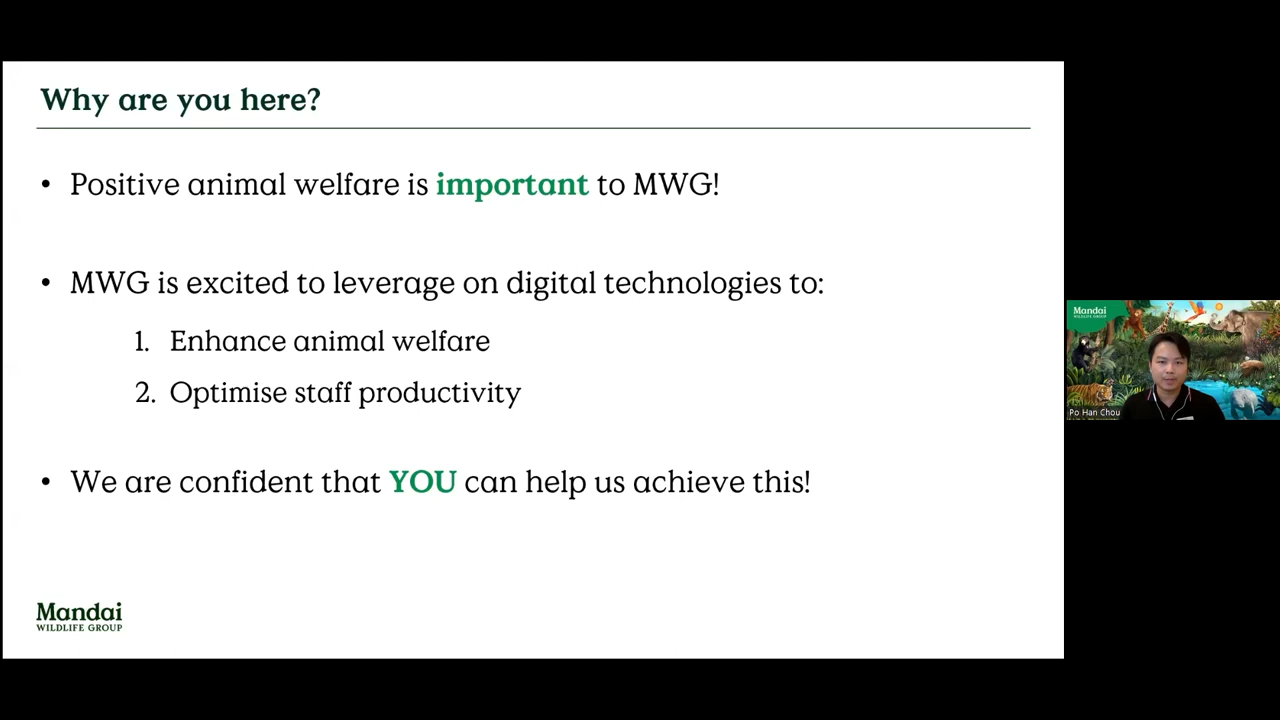 Why are you here?
• Positive animal welfare is important to MWG!
• MWG is excited to leverage on digital technologies to:
1. Enhance animal welfare
2. Optimise staff productivity
• We are confident that YOU can help us achieve this!
Mandai
WILDLIFE GROUP
Mandai
WILDLIFE GROUP
Po Han Chou